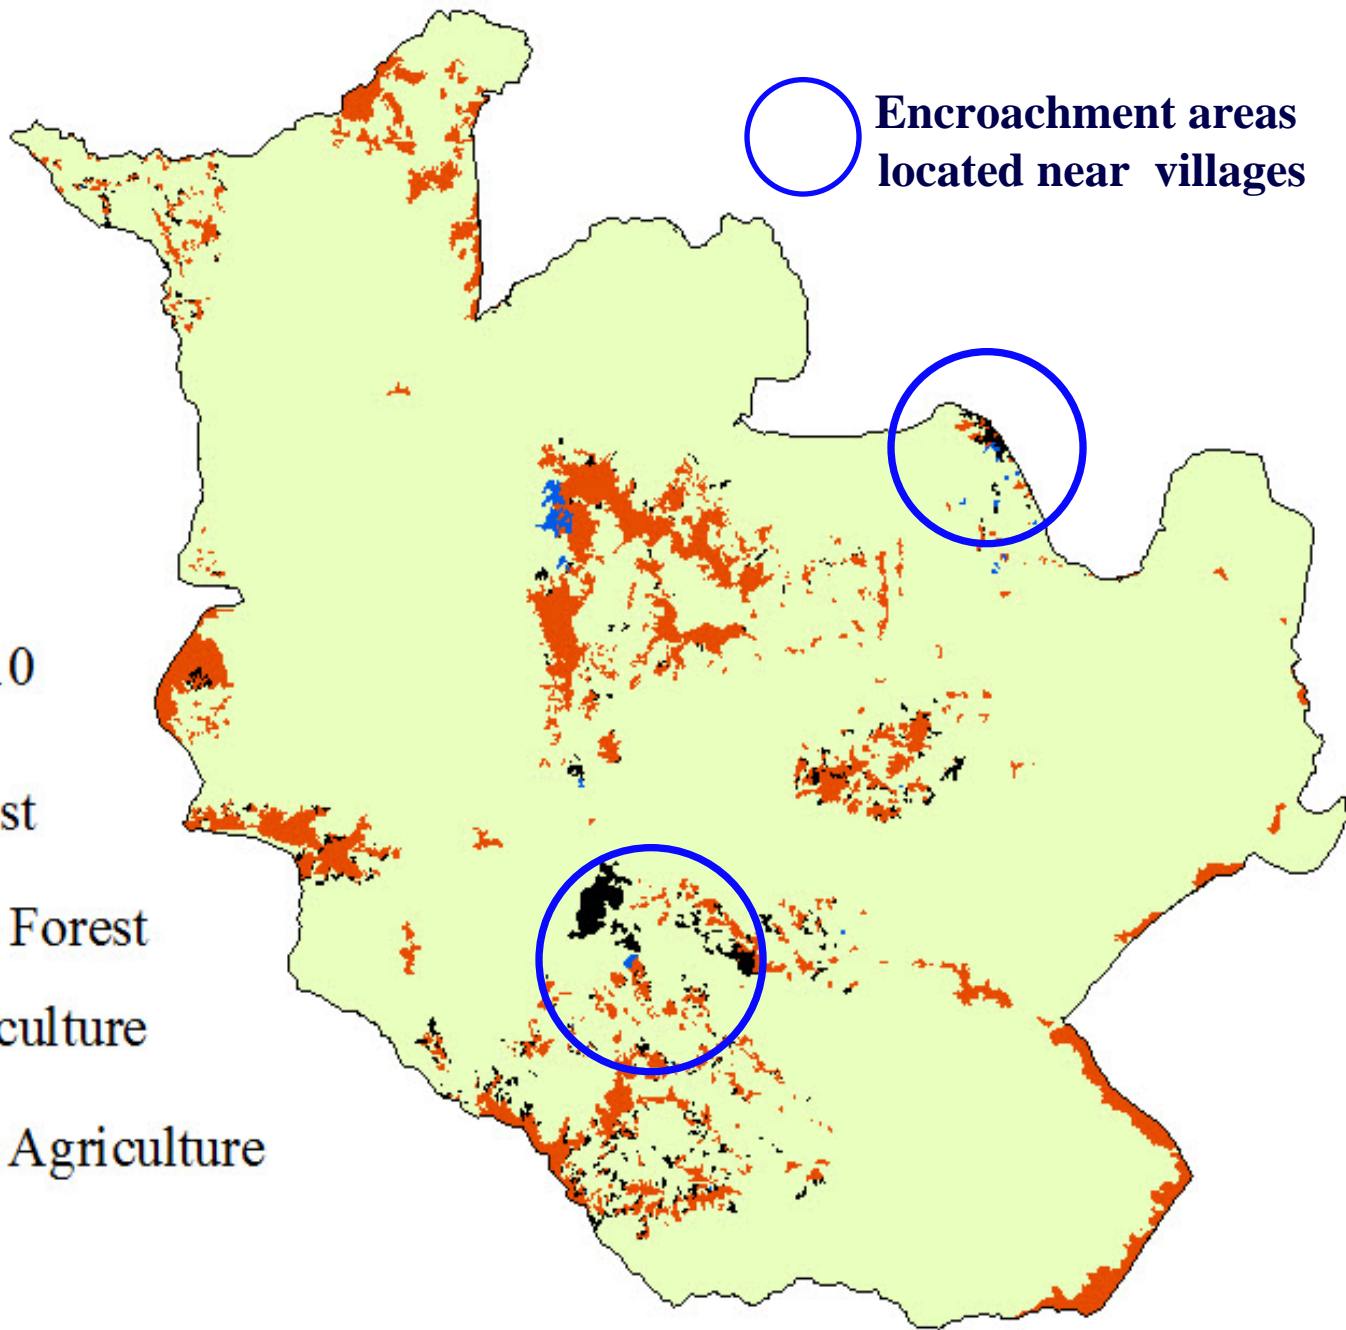 Encroachment areas
located near villages
0
st
Forest
culture
Agriculture